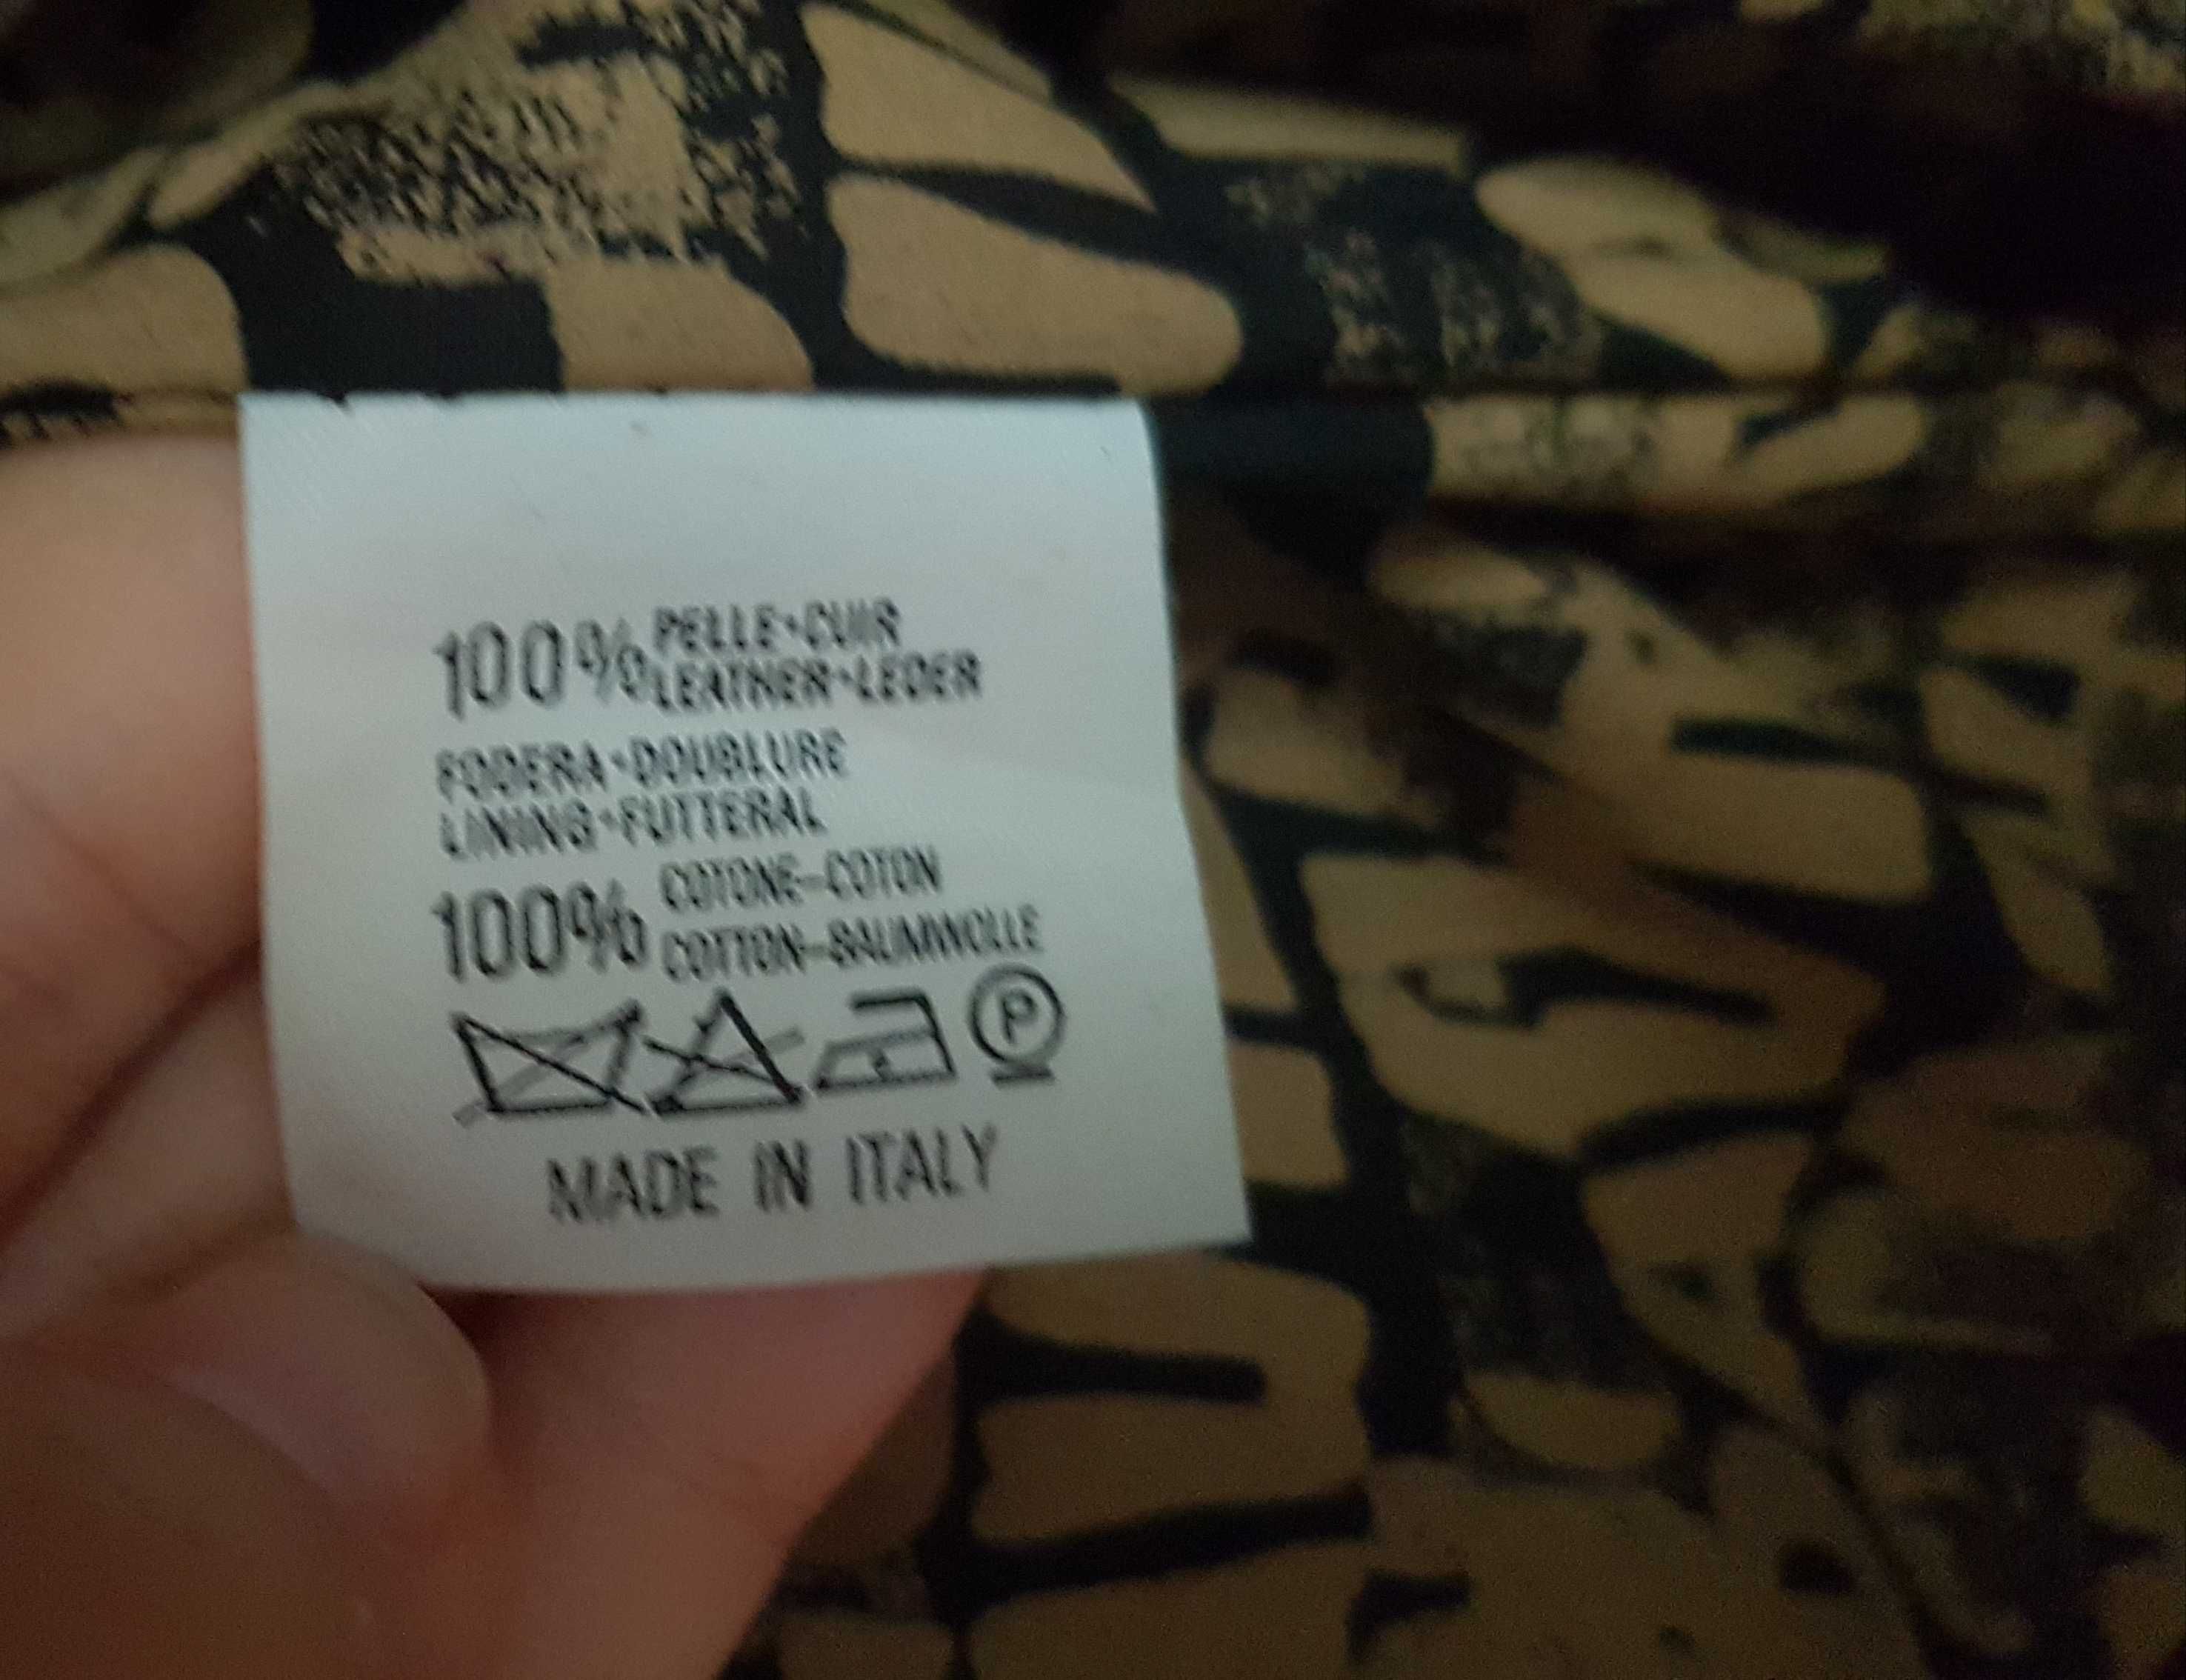 100% PELLE·CUIR
LEATHER·LEDER
FODERA·DOUBLURE
LINING·FUTTERAL
100% COTONE-COTON
COTTON-BAUMWOLLE
P
MADE IN ITALY